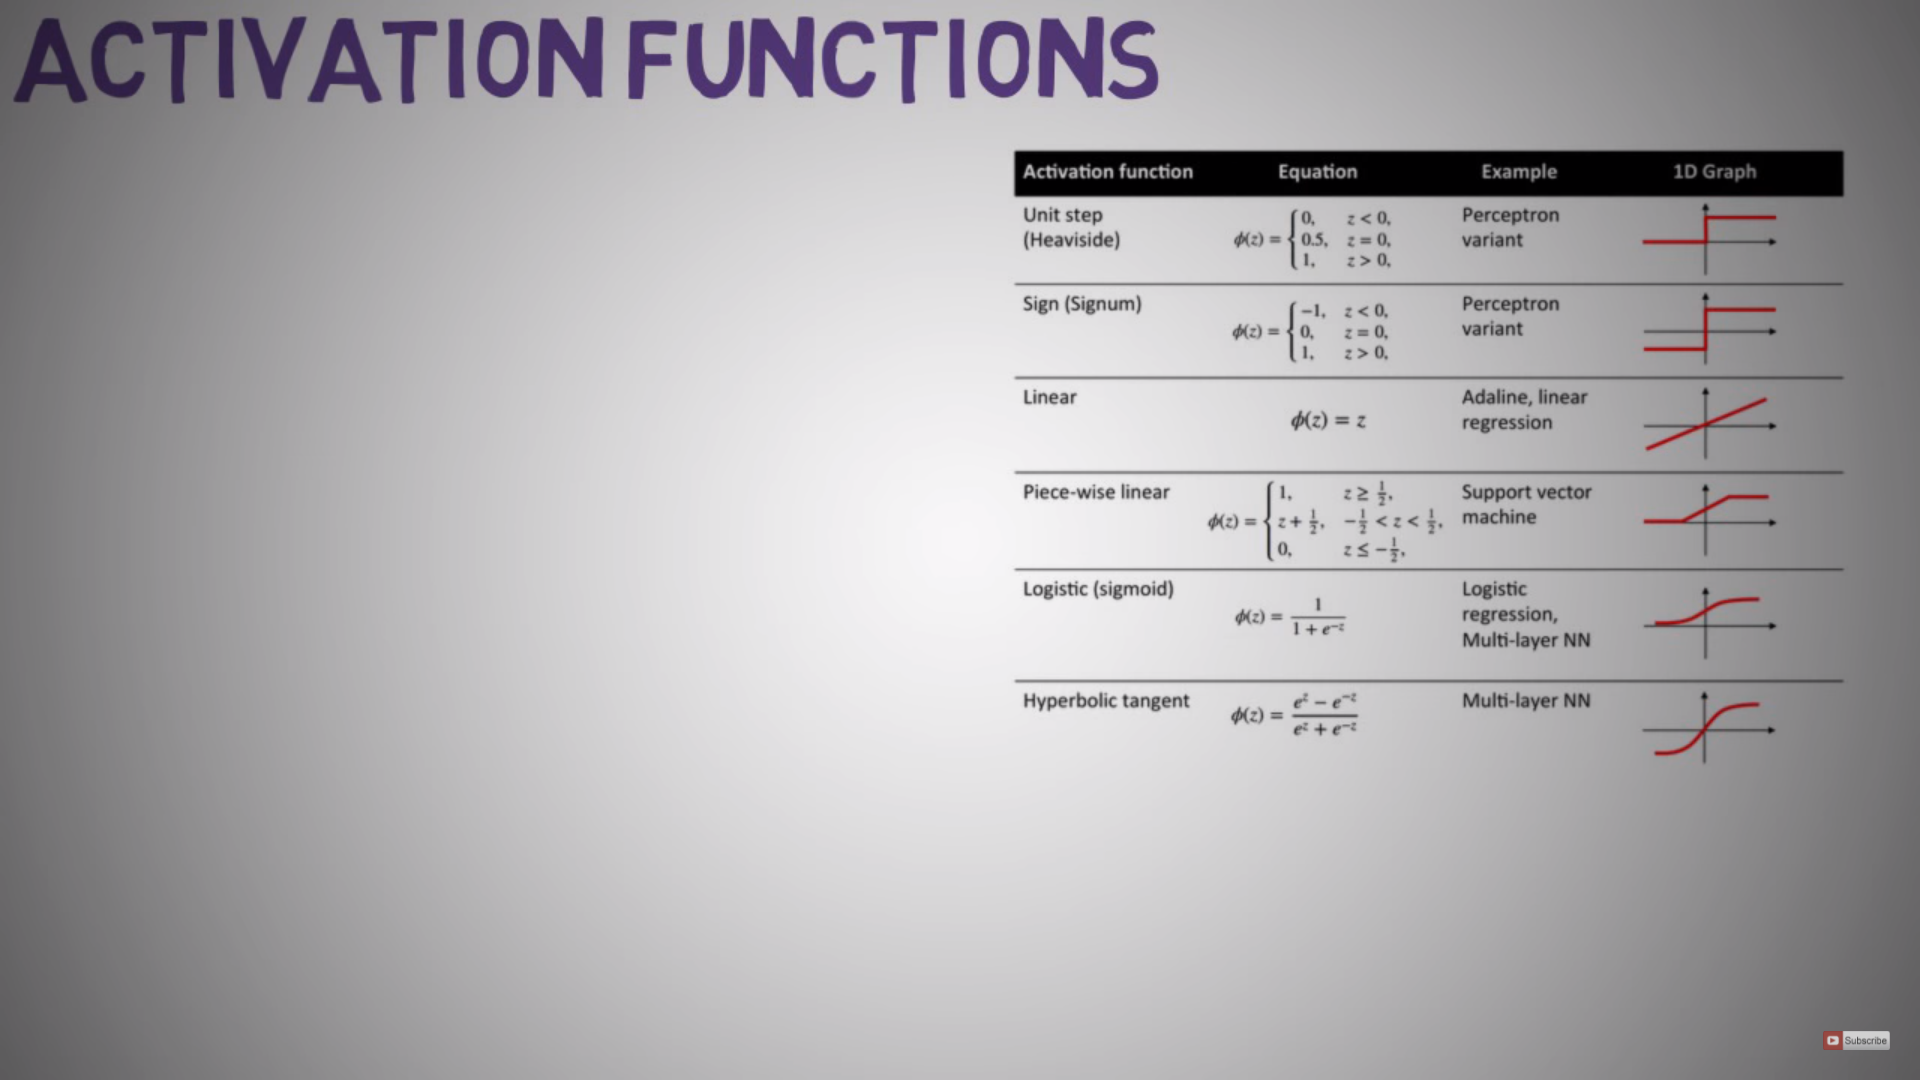 ACTIVATION FUNCTIONS
Activation function Equation Example 1D Graph
Unit step
(Heaviside)
ϕ(z) = { 0, z < 0,
0.5, z = 0,
1, z > 0,
Perceptron
variant
Sign (Signum)
ϕ(z) = { −1, z < 0,
0, z = 0,
1, z > 0,
Perceptron
variant
Linear
ϕ(z) = z
Adaline, linear
regression
Piece-wise linear
ϕ(z) = { 1, z ≥ 1/2,
z + 1/2, −1/2 < z < 1/2,
0, z ≤ −1/2,
Support vector
machine
Logistic (sigmoid)
ϕ(z) = 1 / (1 + e^−z)
Logistic
regression,
Multi-layer NN
Hyperbolic tangent
ϕ(z) = (e^z − e^−z) / (e^z + e^−z)
Multi-layer NN
Subscribe